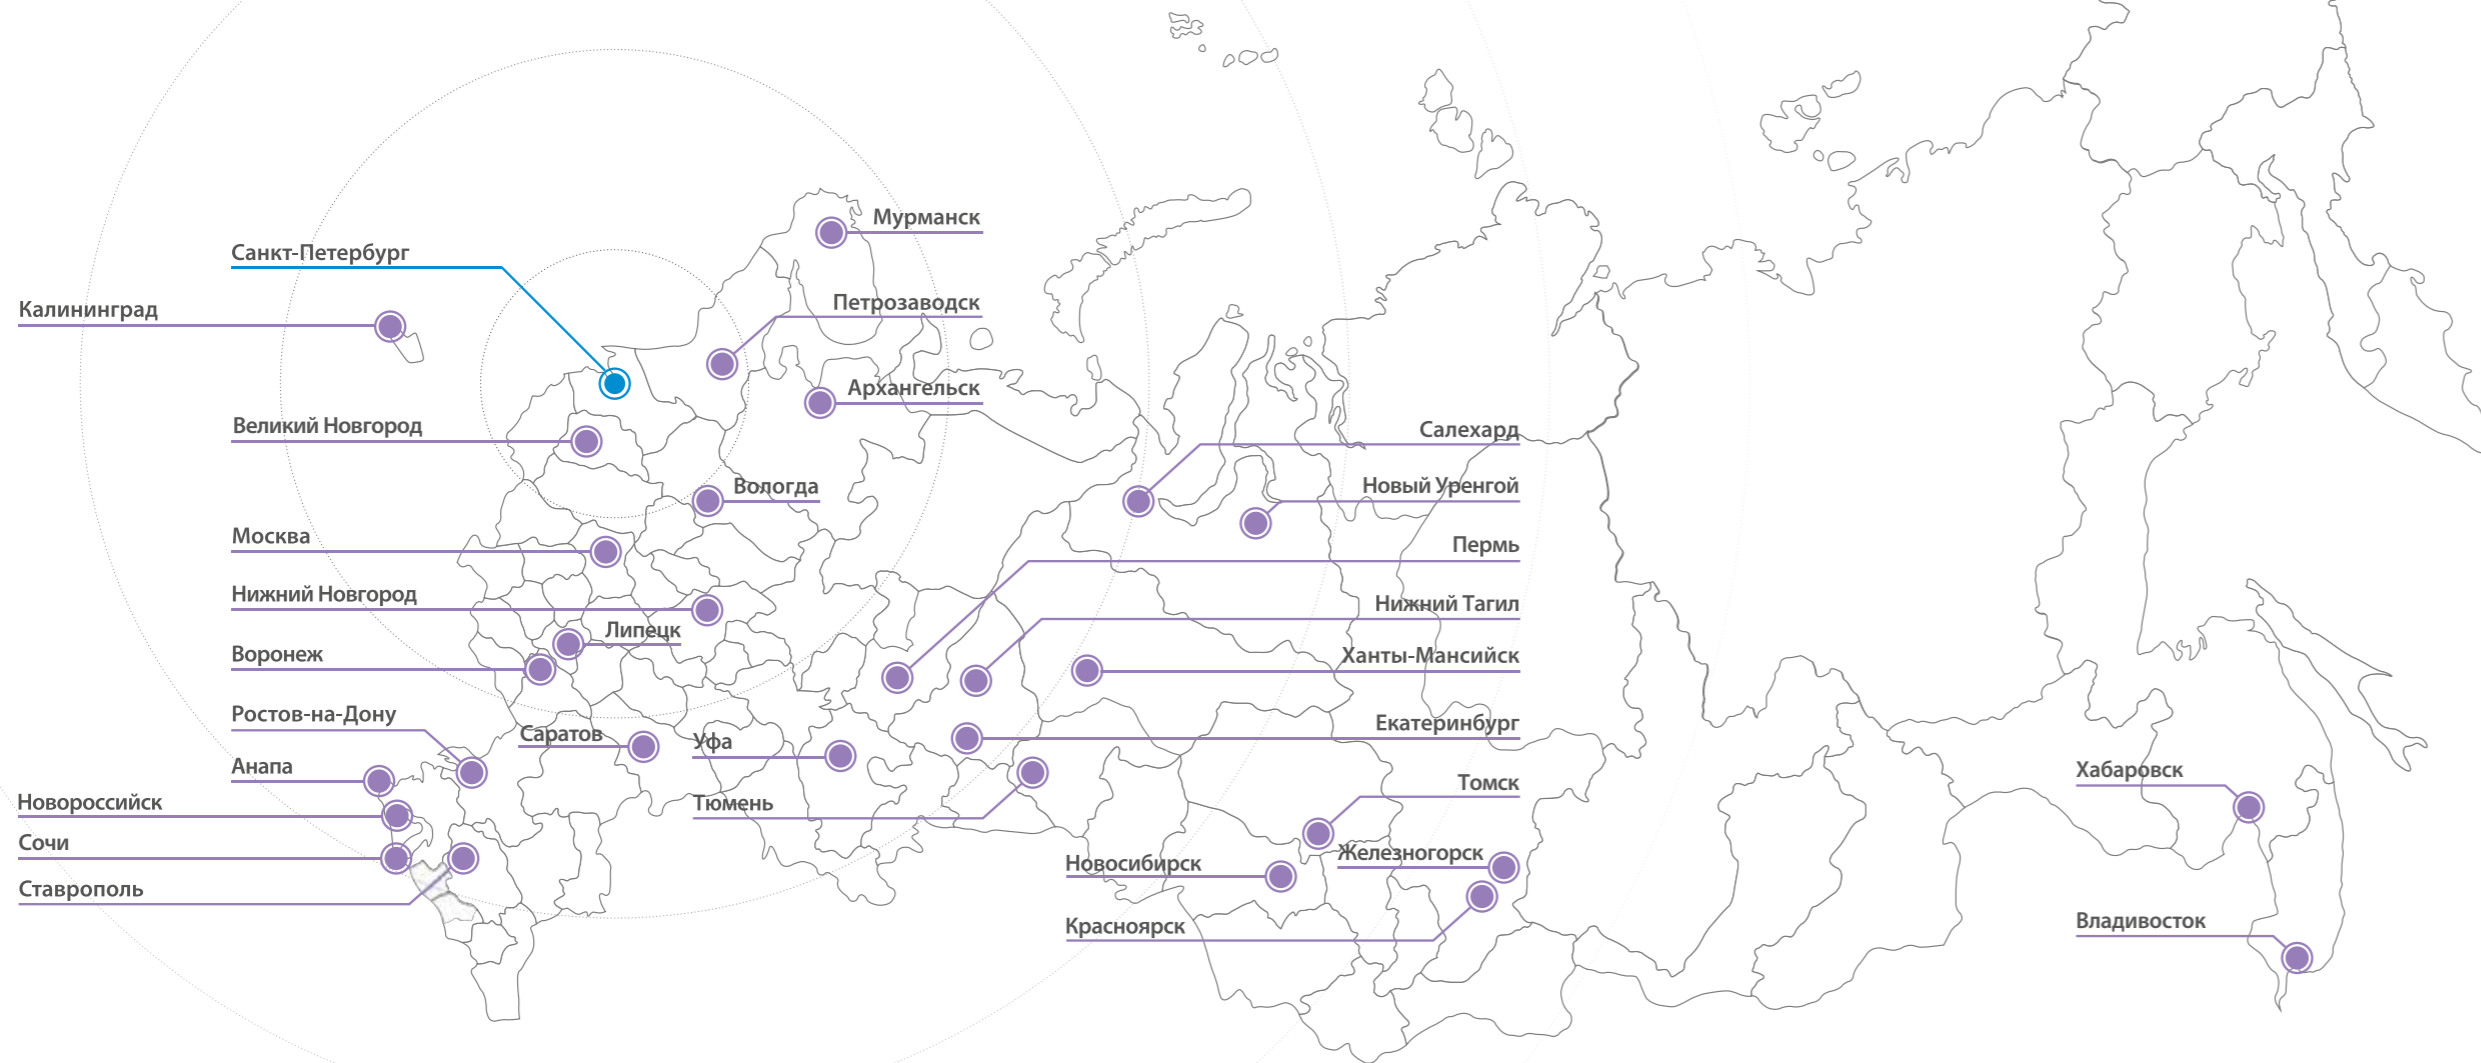 Мурманск
Санкт-Петербург
Калининград
Петрозаводск
Архангельск
Великий Новгород
Салехард
Вологда
Новый Уренгой
Москва
Пермь
Нижний Новгород
Нижний Тагил
Липецк
Воронеж
Ханты-Мансийск
Ростов-на-Дону
Екатеринбург
Саратов
Уфа
Анапа
Хабаровск
Томск
Новороссийск
Тюмень
Сочи
Железногорск
Новосибирск
Ставрополь
Владивосток
Красноярск